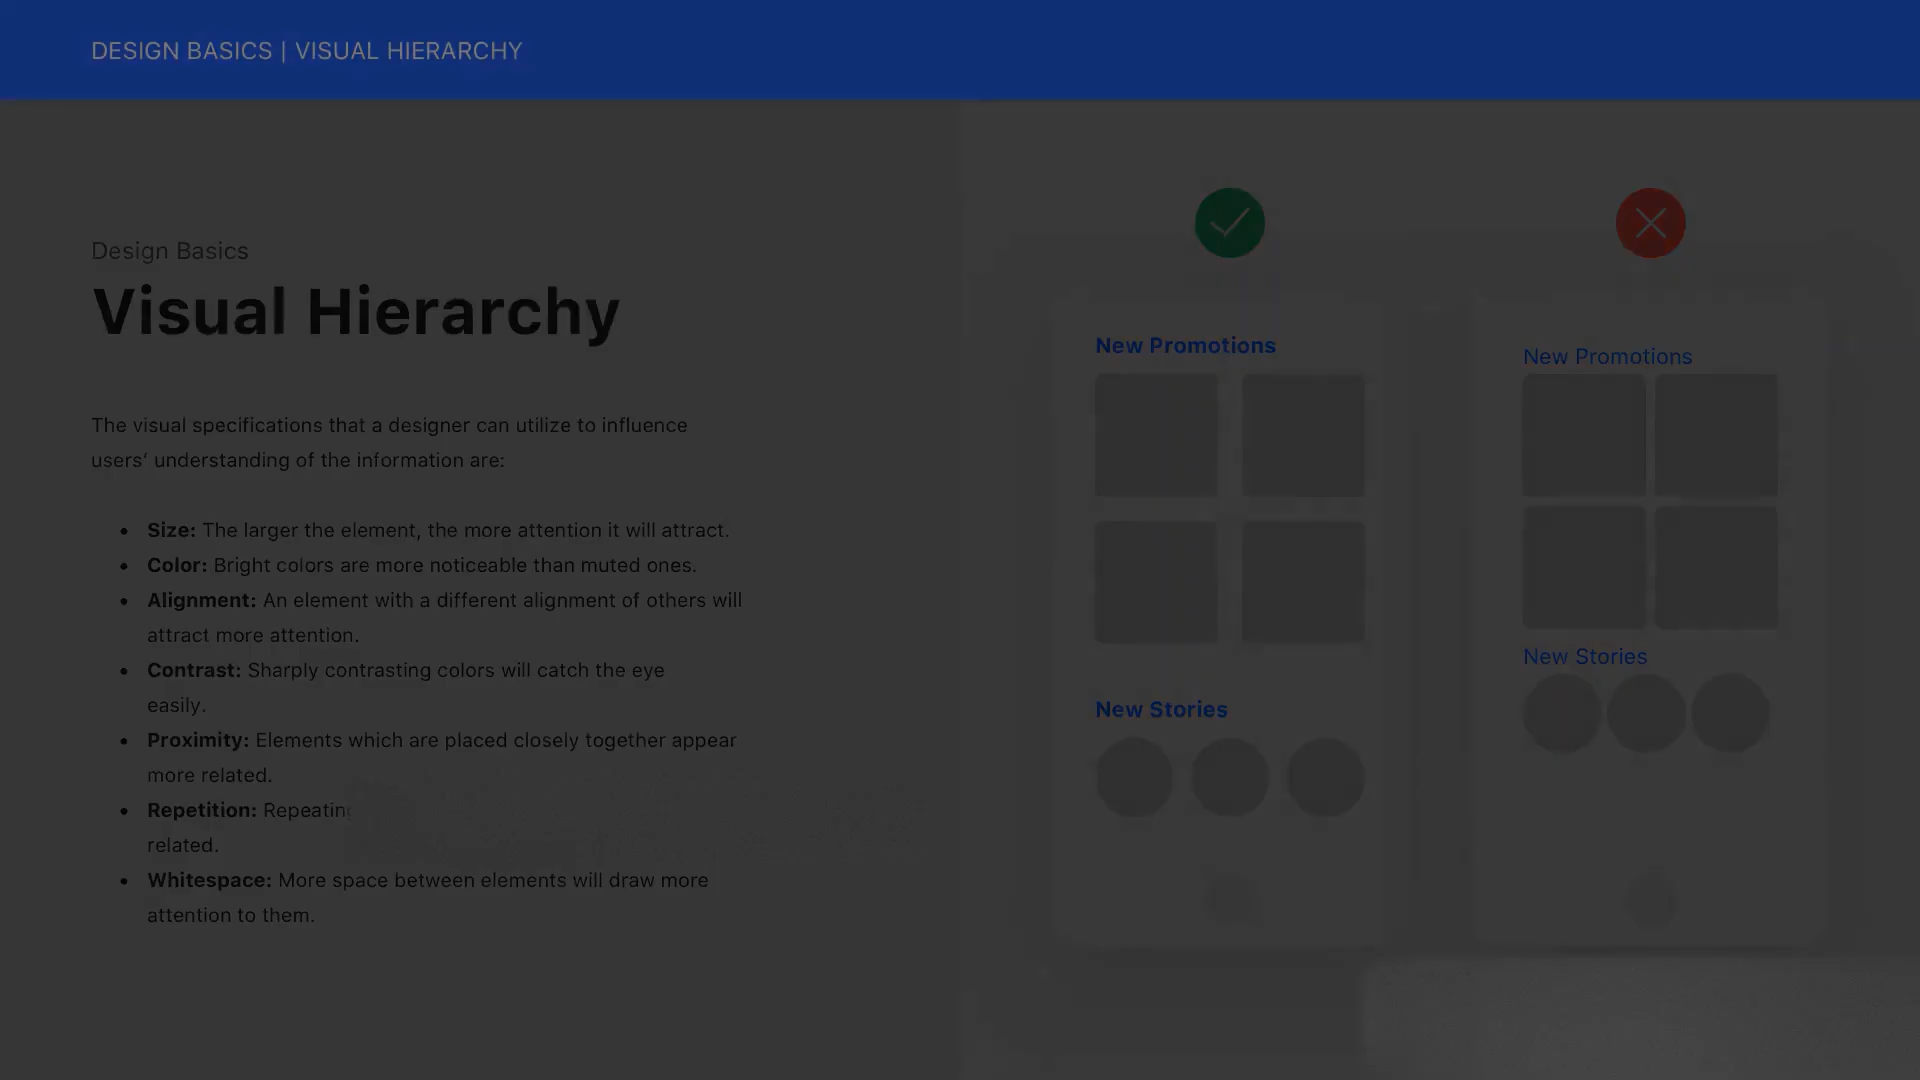 DESIGN BASICS | VISUAL HIERARCHY
Design Basics
Visual Hierarchy
The visual specifications that a designer can utilize to influence
users’ understanding of the information are:
• Size: The larger the element, the more attention it will attract.
• Color: Bright colors are more noticeable than muted ones.
• Alignment: An element with a different alignment of others will
attract more attention.
• Contrast: Sharply contrasting colors will catch the eye
easily.
• Proximity: Elements which are placed closely together appear
more related.
• Repetition: Repeating
related.
• Whitespace: More space between elements will draw more
attention to them.
New Promotions
New Stories
New Promotions
New Stories